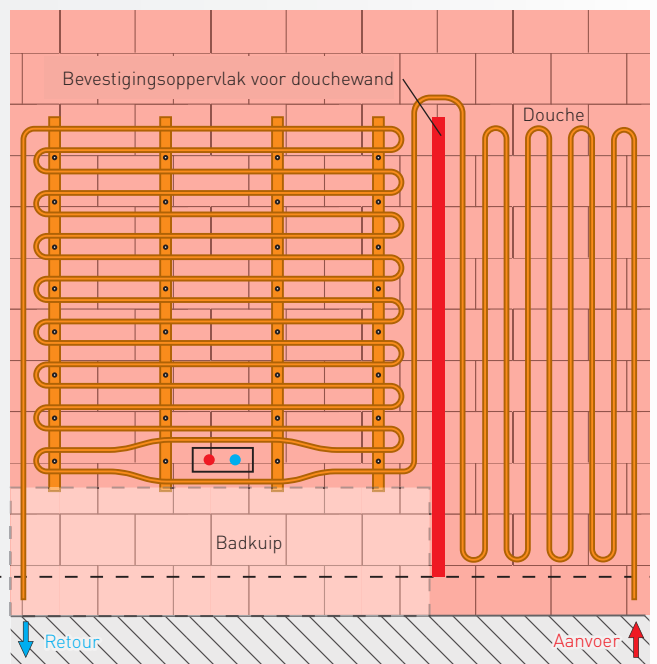 Bevestigingsoppervlak voor douchewand
Douche
Badkuip
Retour
Aanvoer